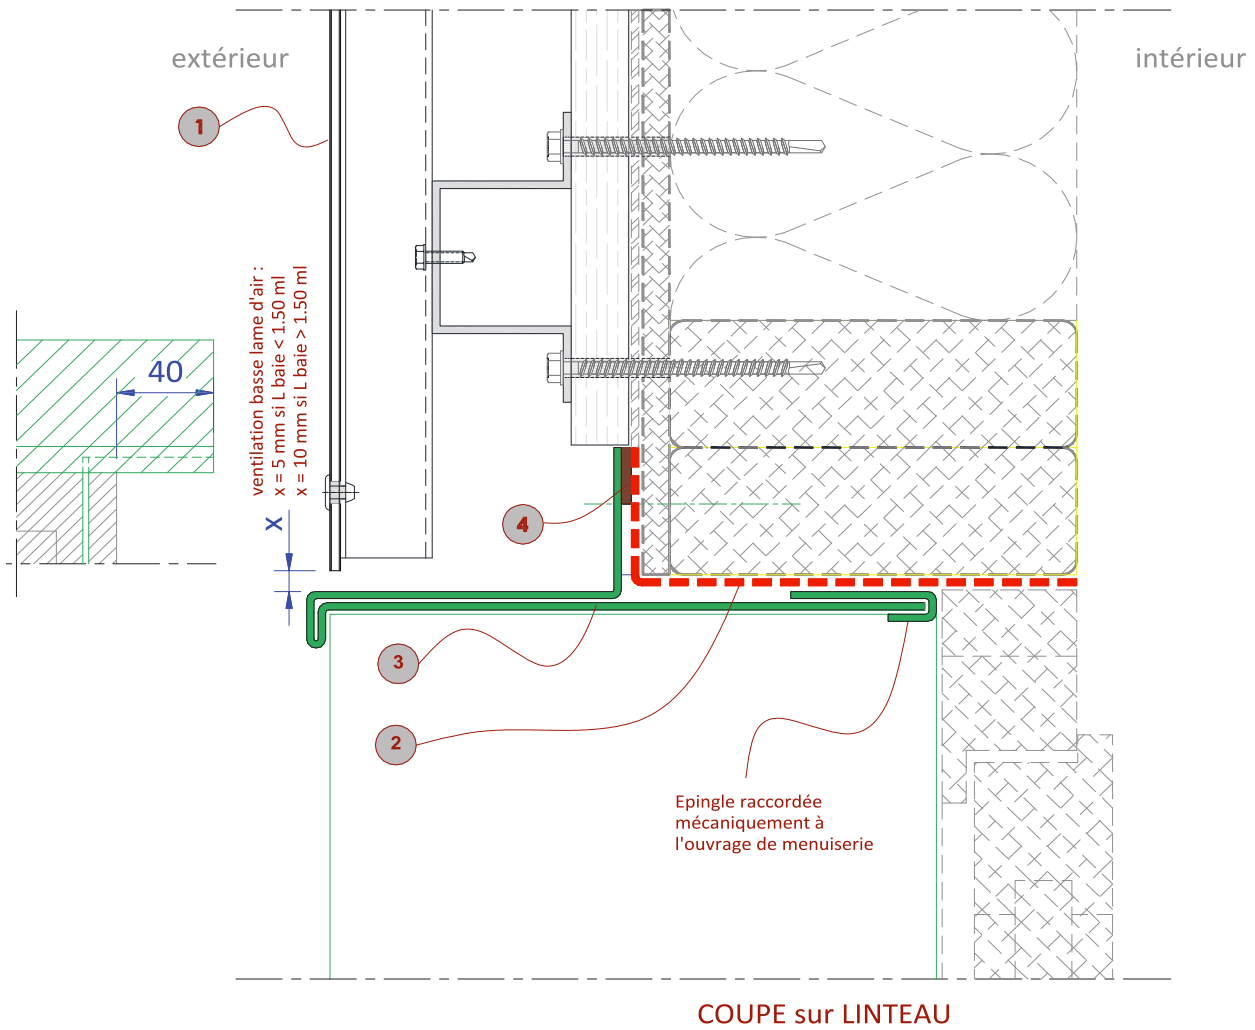 extérieur
intérieur
1
ventilation basse lame d'air :
x = 5 mm si L baie < 1.50 ml
x = 10 mm si L baie > 1.50 ml
40
X
4
3
2
Epingle raccordée
mécaniquement à
l'ouvrage de menuiserie
COUPE sur LINTEAU